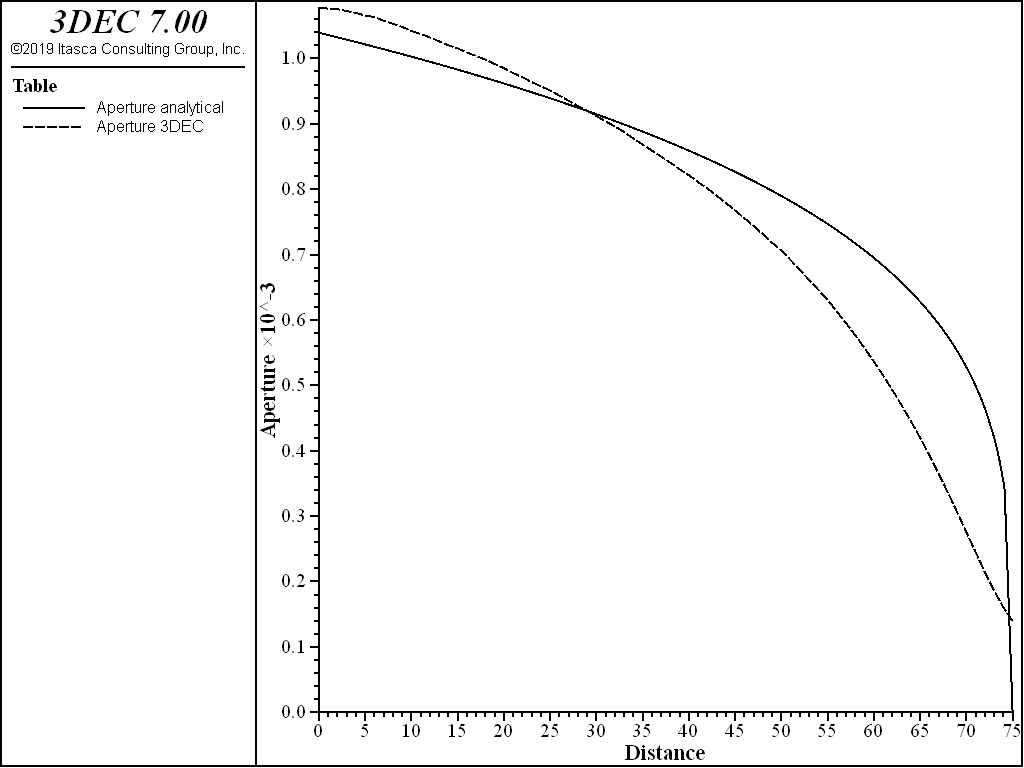 3DEC 7.00
©2019 Itasca Consulting Group, Inc.
Table
Aperture analytical
Aperture 3DEC
1.0
0.9
0.8
0.7
0.6
0.5
0.4
0.3
0.2
0.1
0.0
Aperture ×10^-3
0 5 10 15 20 25 30 35 40 45 50 55 60 65 70 75
Distance